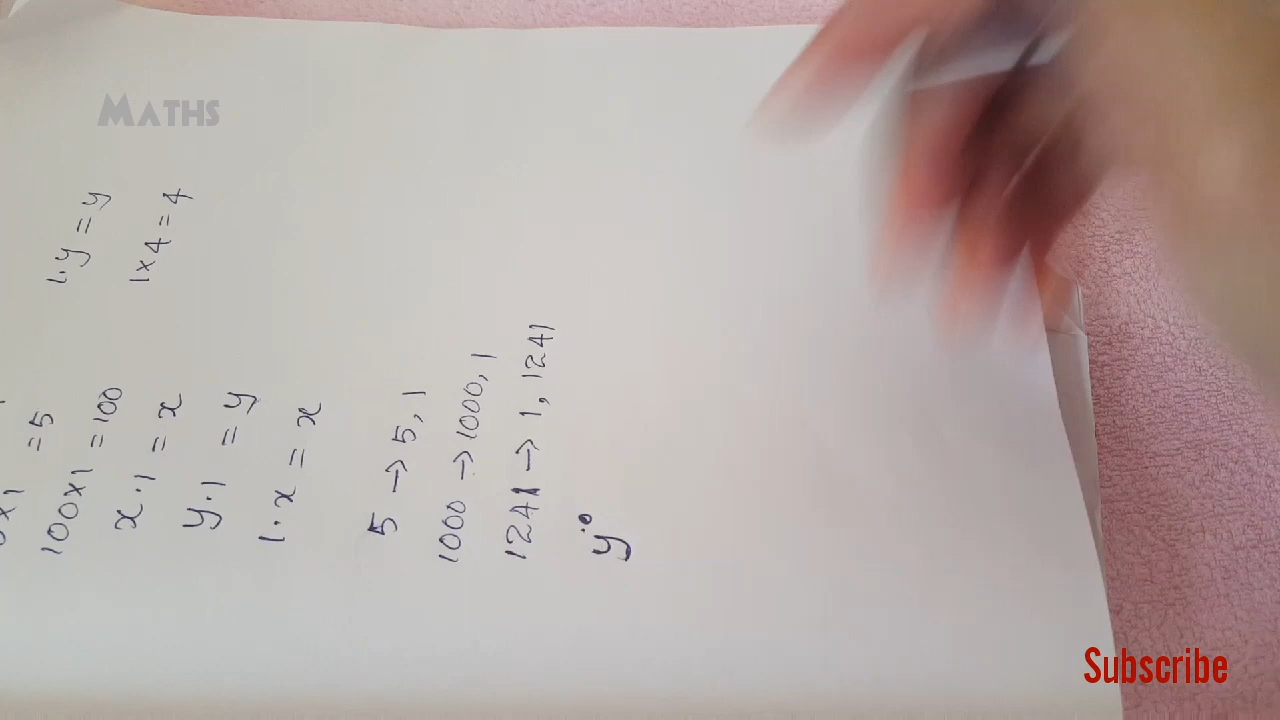 MATHS
=5
100×1 =100
x·1 = x
y·1 = y
1·x = x
1·y = y
1×4 = 4
5 → 5, 1
1000 → 1000, 1
1241 → 1, 1241
y
Subscribe